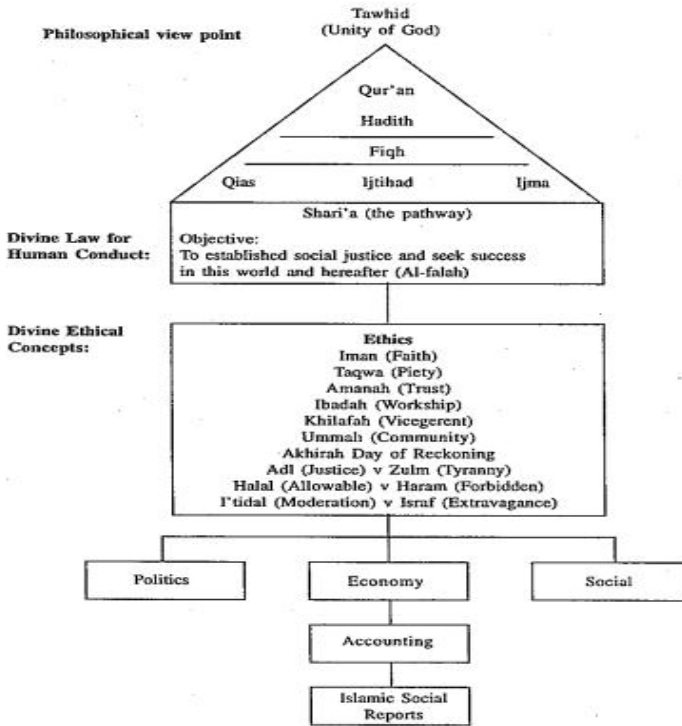 Tawhid
(Unity of God)
Philosophical view point
Qur'an
Hadith
Fiqh
Qias Ijtihad Ijma
Shari'a (the pathway)
Divine Law for
Human Conduct:
Objective:
To established social justice and seek success
in this world and hereafter (Al-falah)
Divine Ethical
Concepts:
Ethics
Iman (Faith)
Taqwa (Piety)
Amanah (Trust)
Ibadah (Workship)
Khilafah (Vicegerent)
Ummah (Community)
Akhirah Day of Reckoning
Adl (Justice) v Zulm (Tyranny)
Halal (Allowable) v Haram (Forbidden)
I'tidal (Moderation) v Israf (Extravagance)
Politics Economy Social
Accounting
Islamic Social
Reports